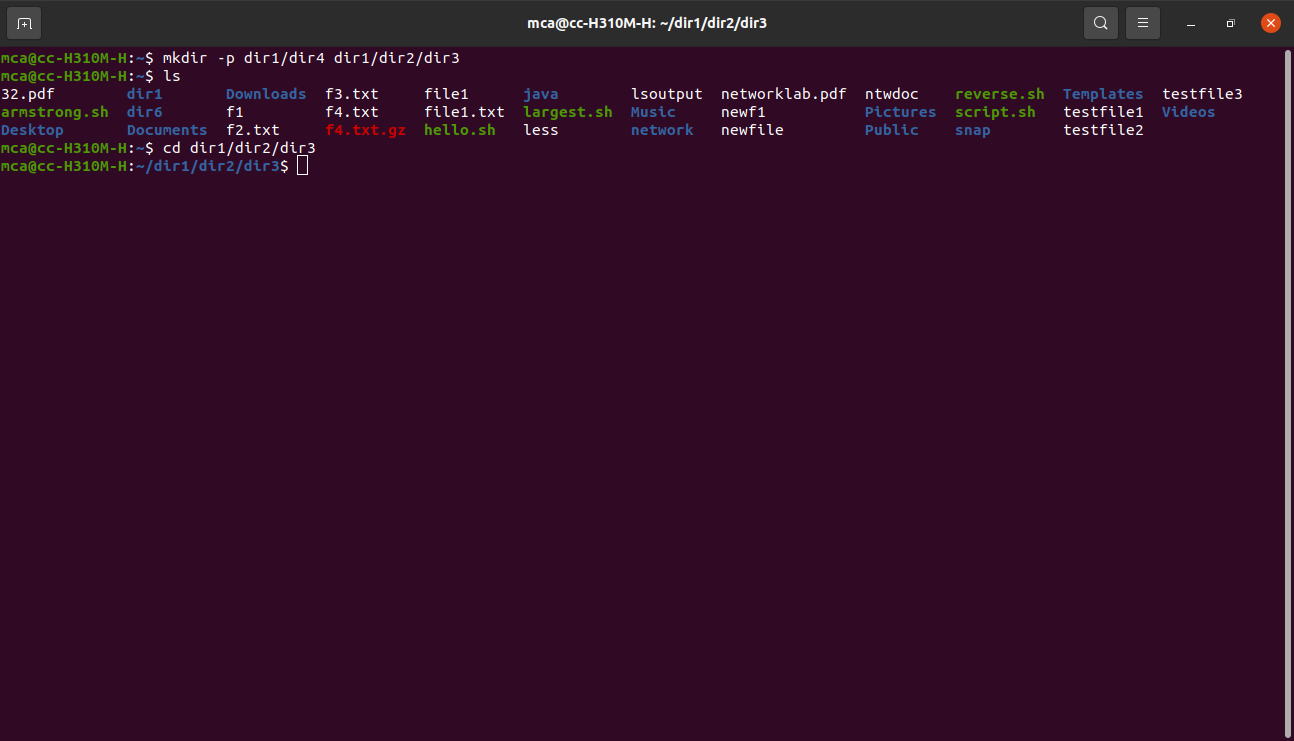 mca@cc-H310M-H: ~/dir1/dir2/dir3
mca@cc-H310M-H:~$ mkdir -p dir1/dir4 dir1/dir2/dir3
mca@cc-H310M-H:~$ ls
32.pdf dir1 Downloads f3.txt file1 java lsoutput networklab.pdf ntwdoc reverse.sh Templates testfile3
armstrong.sh dir6 f1 f4.txt file1.txt largest.sh Music newf1 Pictures script.sh testfile1 Videos
Desktop Documents f2.txt f4.txt.gz hello.sh less network newfile Public snap testfile2
mca@cc-H310M-H:~$ cd dir1/dir2/dir3
mca@cc-H310M-H:~/dir1/dir2/dir3$